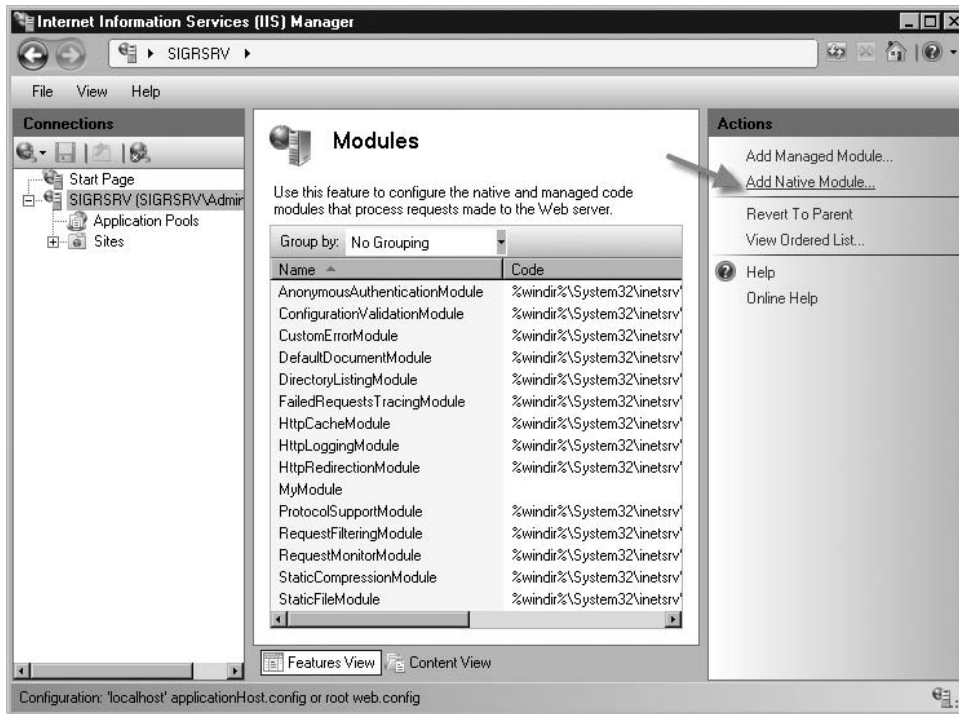 Internet Information Services (IIS) Manager
SIGRSRV
File View Help
Connections
Start Page
SIGRSRV (SIGRSRV\Admir
Application Pools
Sites
Modules
Use this feature to configure the native and managed code
modules that process requests made to the Web server.
Group by: No Grouping
Name Code
AnonymousAuthenticationModule %windir%\System32\inetsrv\
ConfigurationValidationModule %windir%\System32\inetsrv\
CustomErrorModule %windir%\System32\inetsrv\
DefaultDocumentModule %windir%\System32\inetsrv\
DirectoryListingModule %windir%\System32\inetsrv\
FailedRequestsTracingModule %windir%\System32\inetsrv\
HttpCacheModule %windir%\System32\inetsrv\
HttpLoggingModule %windir%\System32\inetsrv\
HttpRedirectionModule %windir%\System32\inetsrv\
MyModule
ProtocolSupportModule %windir%\System32\inetsrv\
RequestFilteringModule %windir%\System32\inetsrv\
RequestMonitorModule %windir%\System32\inetsrv\
StaticCompressionModule %windir%\System32\inetsrv\
StaticFileModule %windir%\System32\inetsrv\
Features View Content View
Actions
Add Managed Module...
Add Native Module...
Revert To Parent
View Ordered List...
Help
Online Help
Configuration: 'localhost' applicationHost.config or root web.config